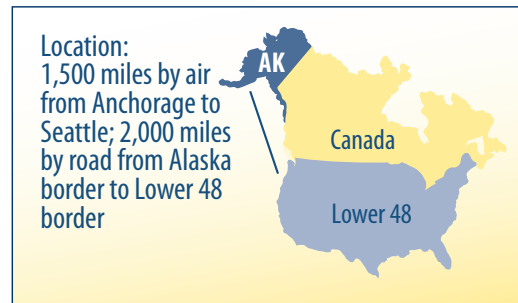 Location:
1,500 miles by air
from Anchorage to
Seattle; 2,000 miles
by road from Alaska
border to Lower 48
border
AK
Canada
Lower 48